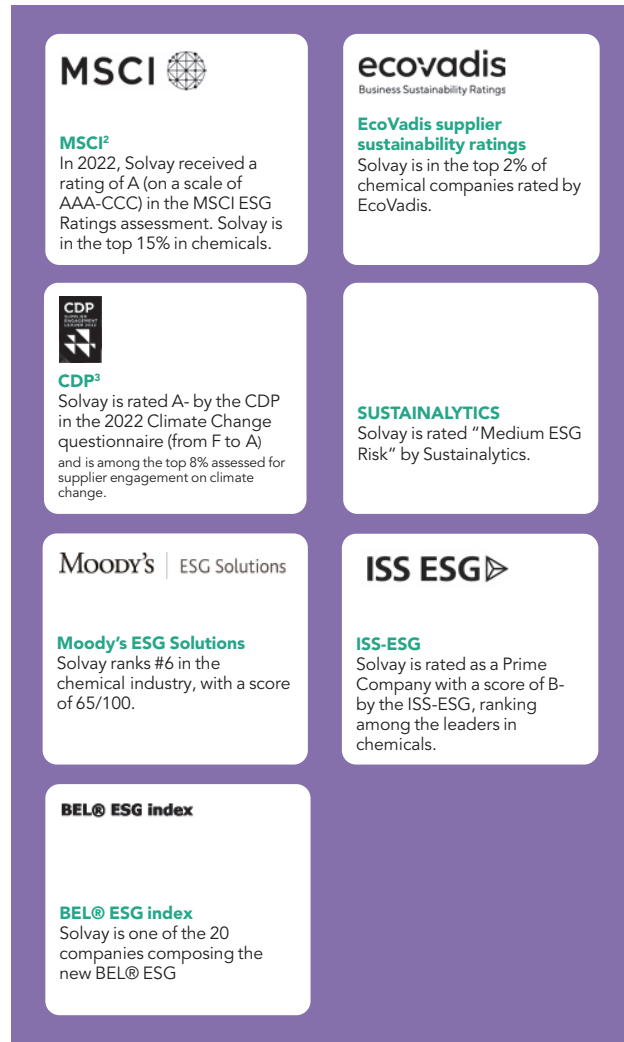 MSCI
MSCI²
In 2022, Solvay received a
rating of A (on a scale of
AAA-CCC) in the MSCI ESG
Ratings assessment. Solvay is
in the top 15% in chemicals.
ecovadis
Business Sustainability Ratings
EcoVadis supplier
sustainability ratings
Solvay is in the top 2% of
chemical companies rated by
EcoVadis.
CDP
SUPPLIER
ENGAGEMENT
LEADER 2022
CDP³
Solvay is rated A- by the CDP
in the 2022 Climate Change
questionnaire (from F to A)
and is among the top 8% assessed for
supplier engagement on climate
change.
SUSTAINALYTICS
Solvay is rated “Medium ESG
Risk” by Sustainalytics.
MOODY’S | ESG Solutions
Moody’s ESG Solutions
Solvay ranks #6 in the
chemical industry, with a score
of 65/100.
ISS ESG
ISS-ESG
Solvay is rated as a Prime
Company with a score of B-
by the ISS-ESG, ranking
among the leaders in
chemicals.
BEL® ESG index
BEL® ESG index
Solvay is one of the 20
companies composing the
new BEL® ESG